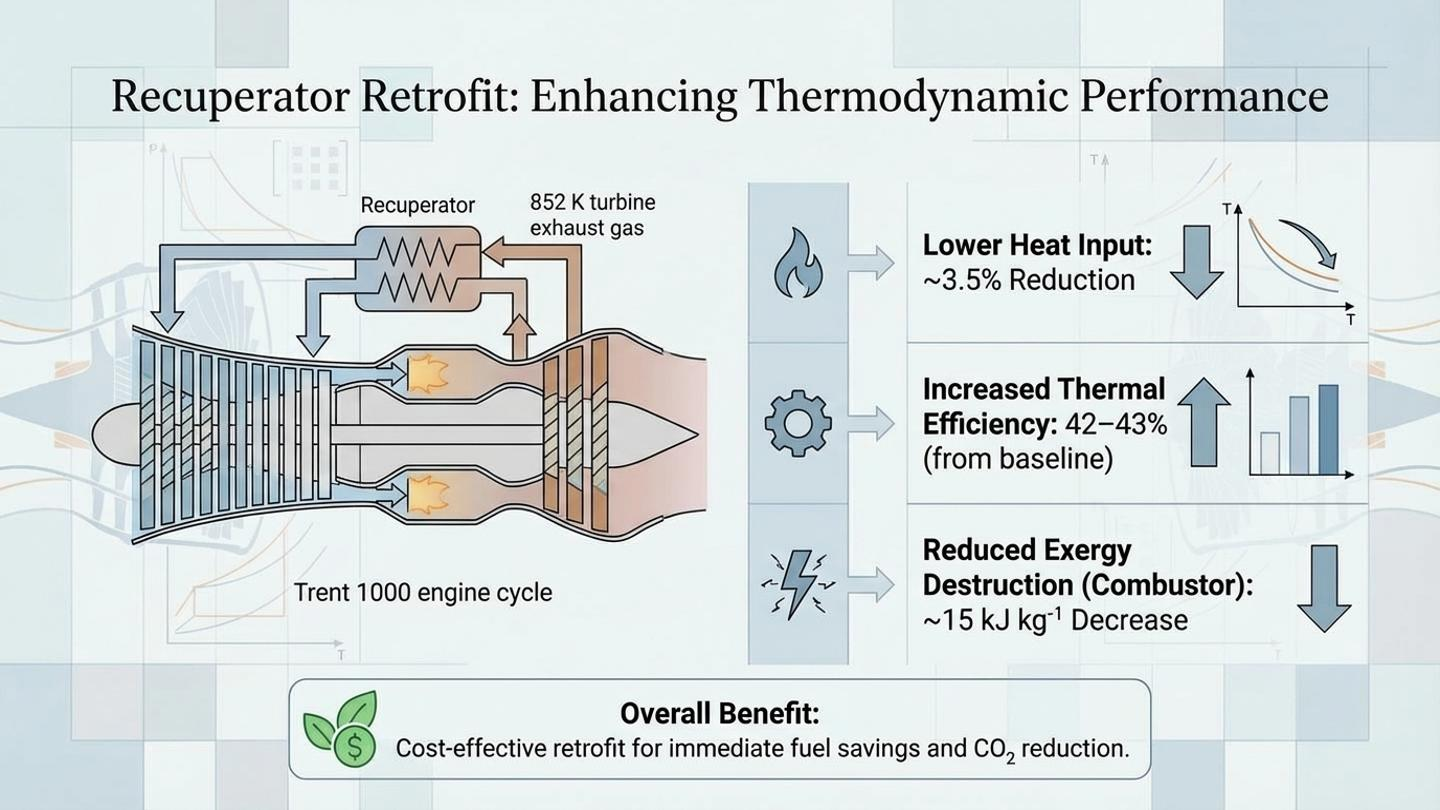 Recuperator Retrofit: Enhancing Thermodynamic Performance
P
T
Recuperator
852 K turbine
exhaust gas
Trent 1000 engine cycle
T
Lower Heat Input:
~3.5% Reduction
T
T
Increased Thermal
Efficiency: 42–43%
(from baseline)
Reduced Exergy
Destruction (Combustor):
~15 kJ kg⁻¹ Decrease
T
$
Overall Benefit:
Cost-effective retrofit for immediate fuel savings and CO₂ reduction.